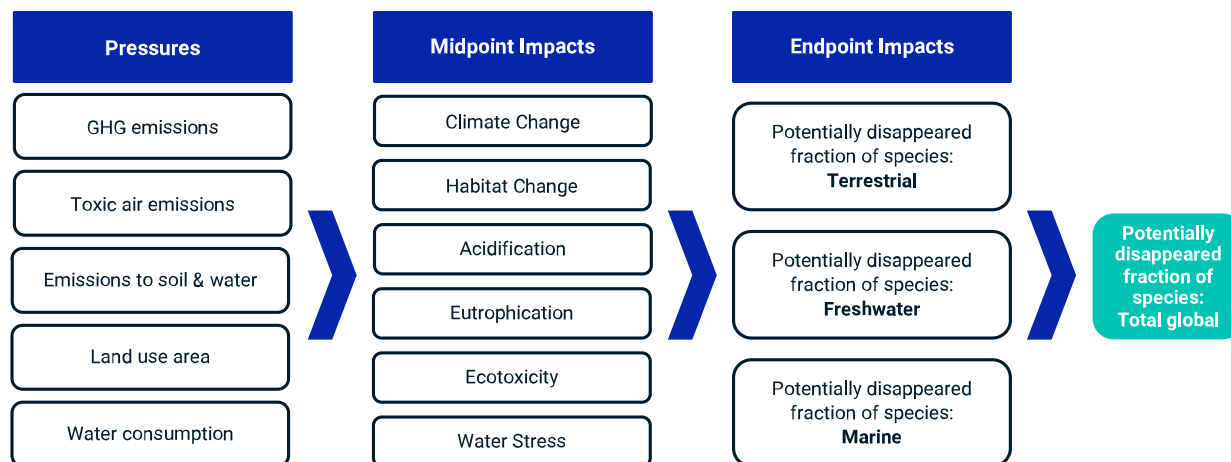 Pressures
GHG emissions
Toxic air emissions
Emissions to soil & water
Land use area
Water consumption
Midpoint Impacts
Climate Change
Habitat Change
Acidification
Eutrophication
Ecotoxicity
Water Stress
Endpoint Impacts
Potentially disappeared
fraction of species:
Terrestrial
Potentially disappeared
fraction of species:
Freshwater
Potentially disappeared
fraction of species:
Marine
Potentially
disappeared
fraction of
species:
Total global